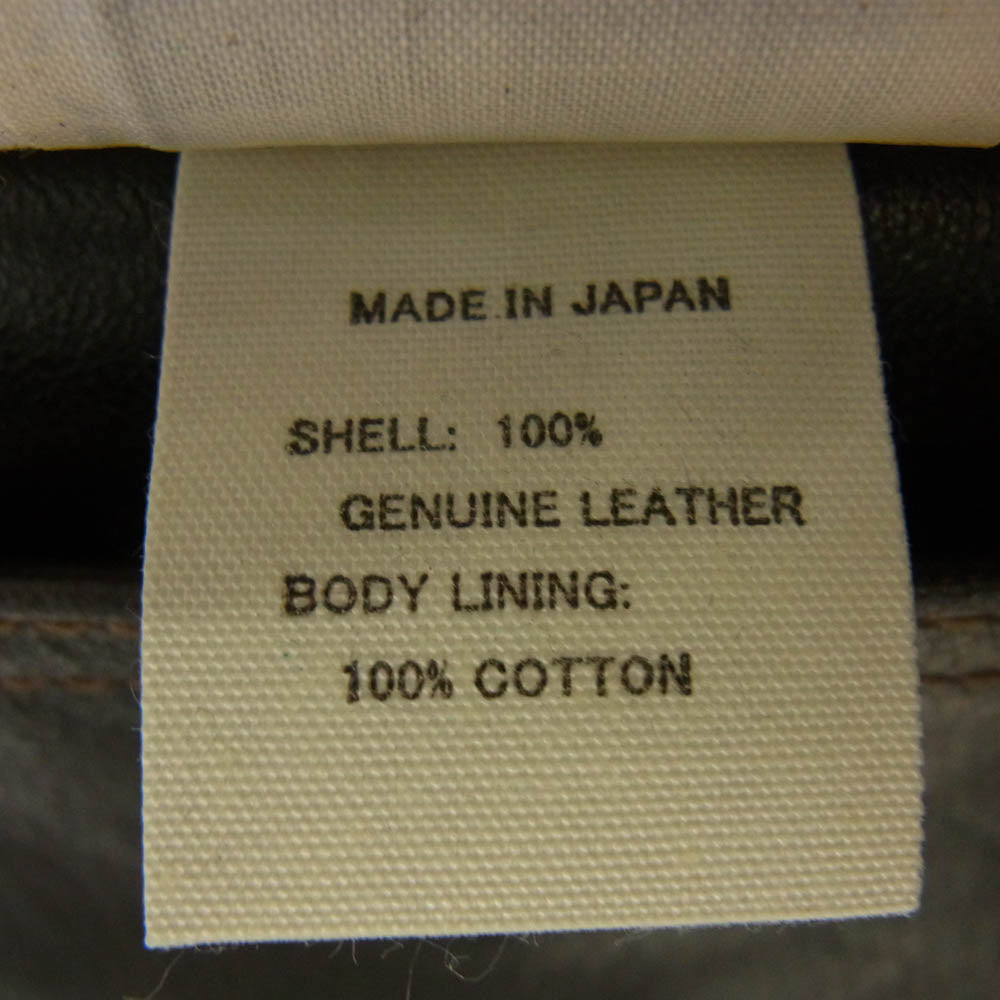 MADE IN JAPAN
SHELL: 100%
GENUINE LEATHER
BODY LINING:
100% COTTON